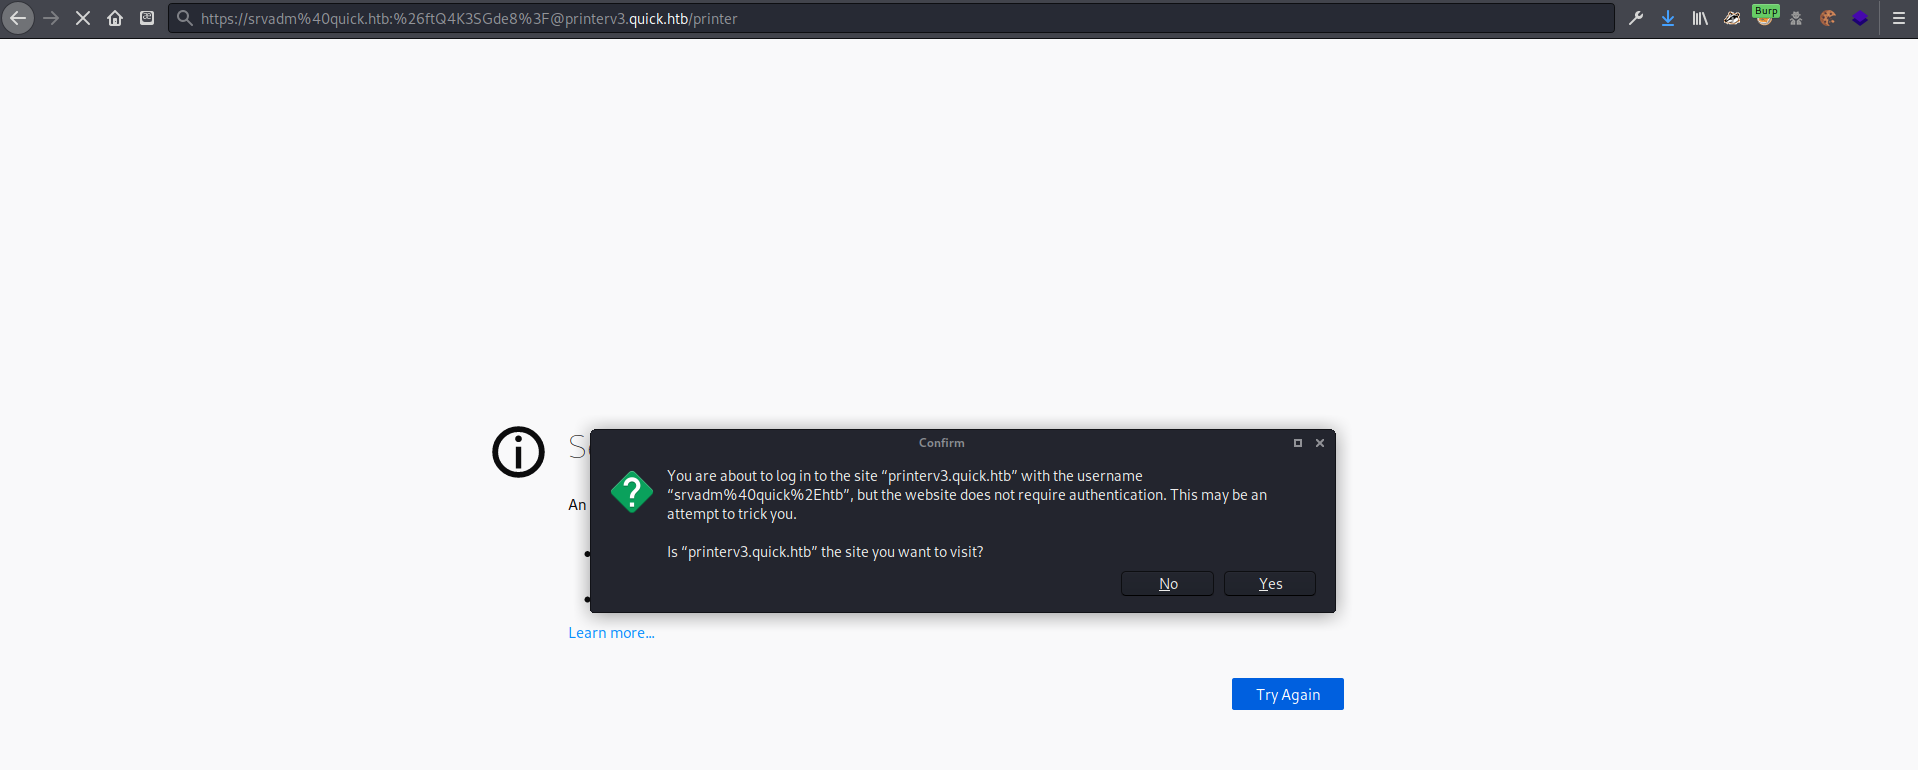 https://srvadm%40quick.htb:%26ftQ4K3SGde8%3F@printerv3.quick.htb/printer
Burp
Confirm
You are about to log in to the site “printerv3.quick.htb” with the username
“srvadm%40quick%2Ehtb”, but the website does not require authentication. This may be an
attempt to trick you.
Is “printerv3.quick.htb” the site you want to visit?
No
Yes
An
Learn more...
Try Again